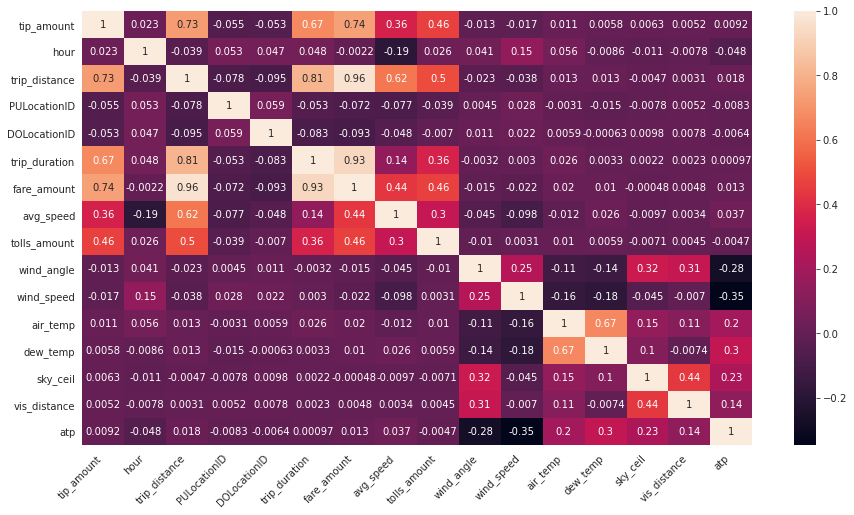 tip_amount 1 0.023 0.73 -0.055 -0.053 0.67 0.74 0.36 0.46 -0.013 -0.017 0.011 0.0058 0.0063 0.0052 0.0092
hour 0.023 1 -0.039 0.053 0.047 0.048 -0.0022 -0.19 0.026 0.041 0.15 0.056 -0.0086 -0.011 -0.0078 -0.048
trip_distance 0.73 -0.039 1 -0.078 -0.095 0.81 0.96 0.62 0.5 -0.023 -0.038 0.013 0.013 -0.0047 0.0031 0.018
PULocationID -0.055 0.053 -0.078 1 0.059 -0.053 -0.072 -0.077 -0.039 0.0045 0.028 -0.0031 -0.015 -0.0078 0.0052 -0.0083
DOLocationID -0.053 0.047 -0.095 0.059 1 -0.083 -0.093 -0.048 -0.007 0.011 0.022 0.0059 -0.00063 0.0098 0.0078 -0.0064
trip_duration 0.67 0.048 0.81 -0.053 -0.083 1 0.93 0.14 0.36 -0.0032 0.003 0.026 0.0033 0.0022 0.0023 0.00097
fare_amount 0.74 -0.0022 0.96 -0.072 -0.093 0.93 1 0.44 0.46 -0.015 -0.022 0.02 0.01 -0.00048 0.0048 0.013
avg_speed 0.36 -0.19 0.62 -0.077 -0.048 0.14 0.44 1 0.3 -0.045 -0.098 -0.012 0.026 -0.0097 0.0034 0.037
tolls_amount 0.46 0.026 0.5 -0.039 -0.007 0.36 0.46 0.3 1 -0.01 0.0031 0.01 0.0059 -0.0071 0.0045 -0.0047
wind_angle -0.013 0.041 -0.023 0.0045 0.011 -0.0032 -0.015 -0.045 -0.01 1 0.25 -0.11 -0.14 0.32 0.31 -0.28
wind_speed -0.017 0.15 -0.038 0.028 0.022 0.003 -0.022 -0.098 0.0031 0.25 1 -0.16 -0.18 -0.045 -0.007 -0.35
air_temp 0.011 0.056 0.013 -0.0031 0.0059 0.026 0.02 -0.012 0.01 -0.11 -0.16 1 0.67 0.15 0.11 0.2
dew_temp 0.0058 -0.0086 0.013 -0.015 -0.00063 0.0033 0.01 0.026 0.0059 -0.14 -0.18 0.67 1 0.1 -0.0074 0.3
sky_ceil 0.0063 -0.011 -0.0047 -0.0078 0.0098 0.0022 -0.00048 -0.0097 -0.0071 0.32 -0.045 0.15 0.1 1 0.44 0.23
vis_distance 0.0052 -0.0078 0.0031 0.0052 0.0078 0.0023 0.0048 0.0034 0.0045 0.31 -0.007 0.11 -0.0074 0.44 1 0.14
atp 0.0092 -0.048 0.018 -0.0083 -0.0064 0.00097 0.013 0.037 -0.0047 -0.28 -0.35 0.2 0.3 0.23 0.14 1
tip_amount hour trip_distance PULocationID DOLocationID trip_duration fare_amount avg_speed tolls_amount wind_angle wind_speed air_temp dew_temp sky_ceil vis_distance atp
1.0
0.8
0.6
0.4
0.2
0.0
−0.2